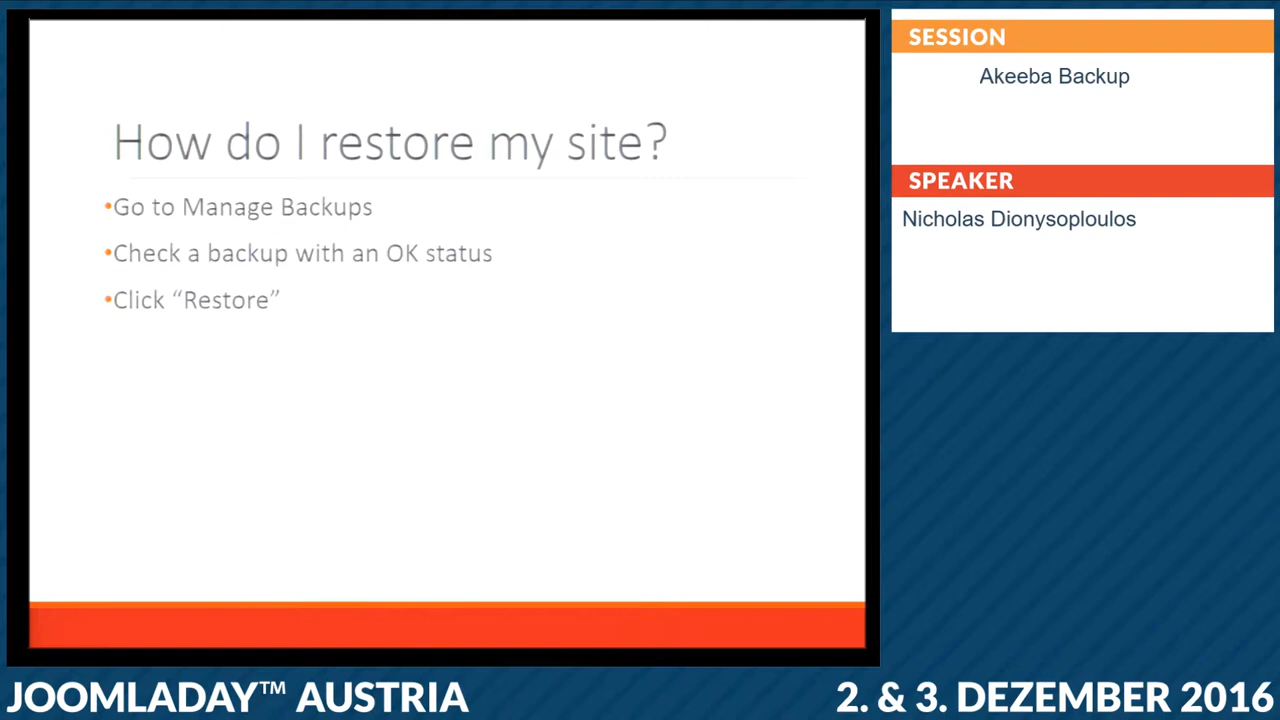 How do I restore my site?
•Go to Manage Backups
•Check a backup with an OK status
•Click “Restore”
SESSION
Akeeba Backup
SPEAKER
Nicholas Dionysoploulos
JOOMLADAY™ AUSTRIA
2. & 3. DEZEMBER 2016